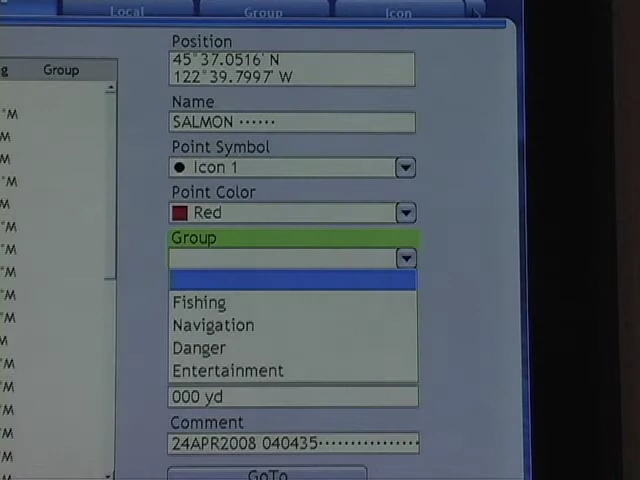 Local Group Icon
Position
45°37.0516' N
122°39.7997' W
g Group
Name
SALMON ······
°M
M
M
°M
M
°M
°M
°M
°M
°M
M
°M
°M
°M
°M
°M
Point Symbol
Icon 1
Point Color
Red
Group
Fishing
Navigation
Danger
Entertainment
000 yd
Comment
24APR2008 040435················
GoTo